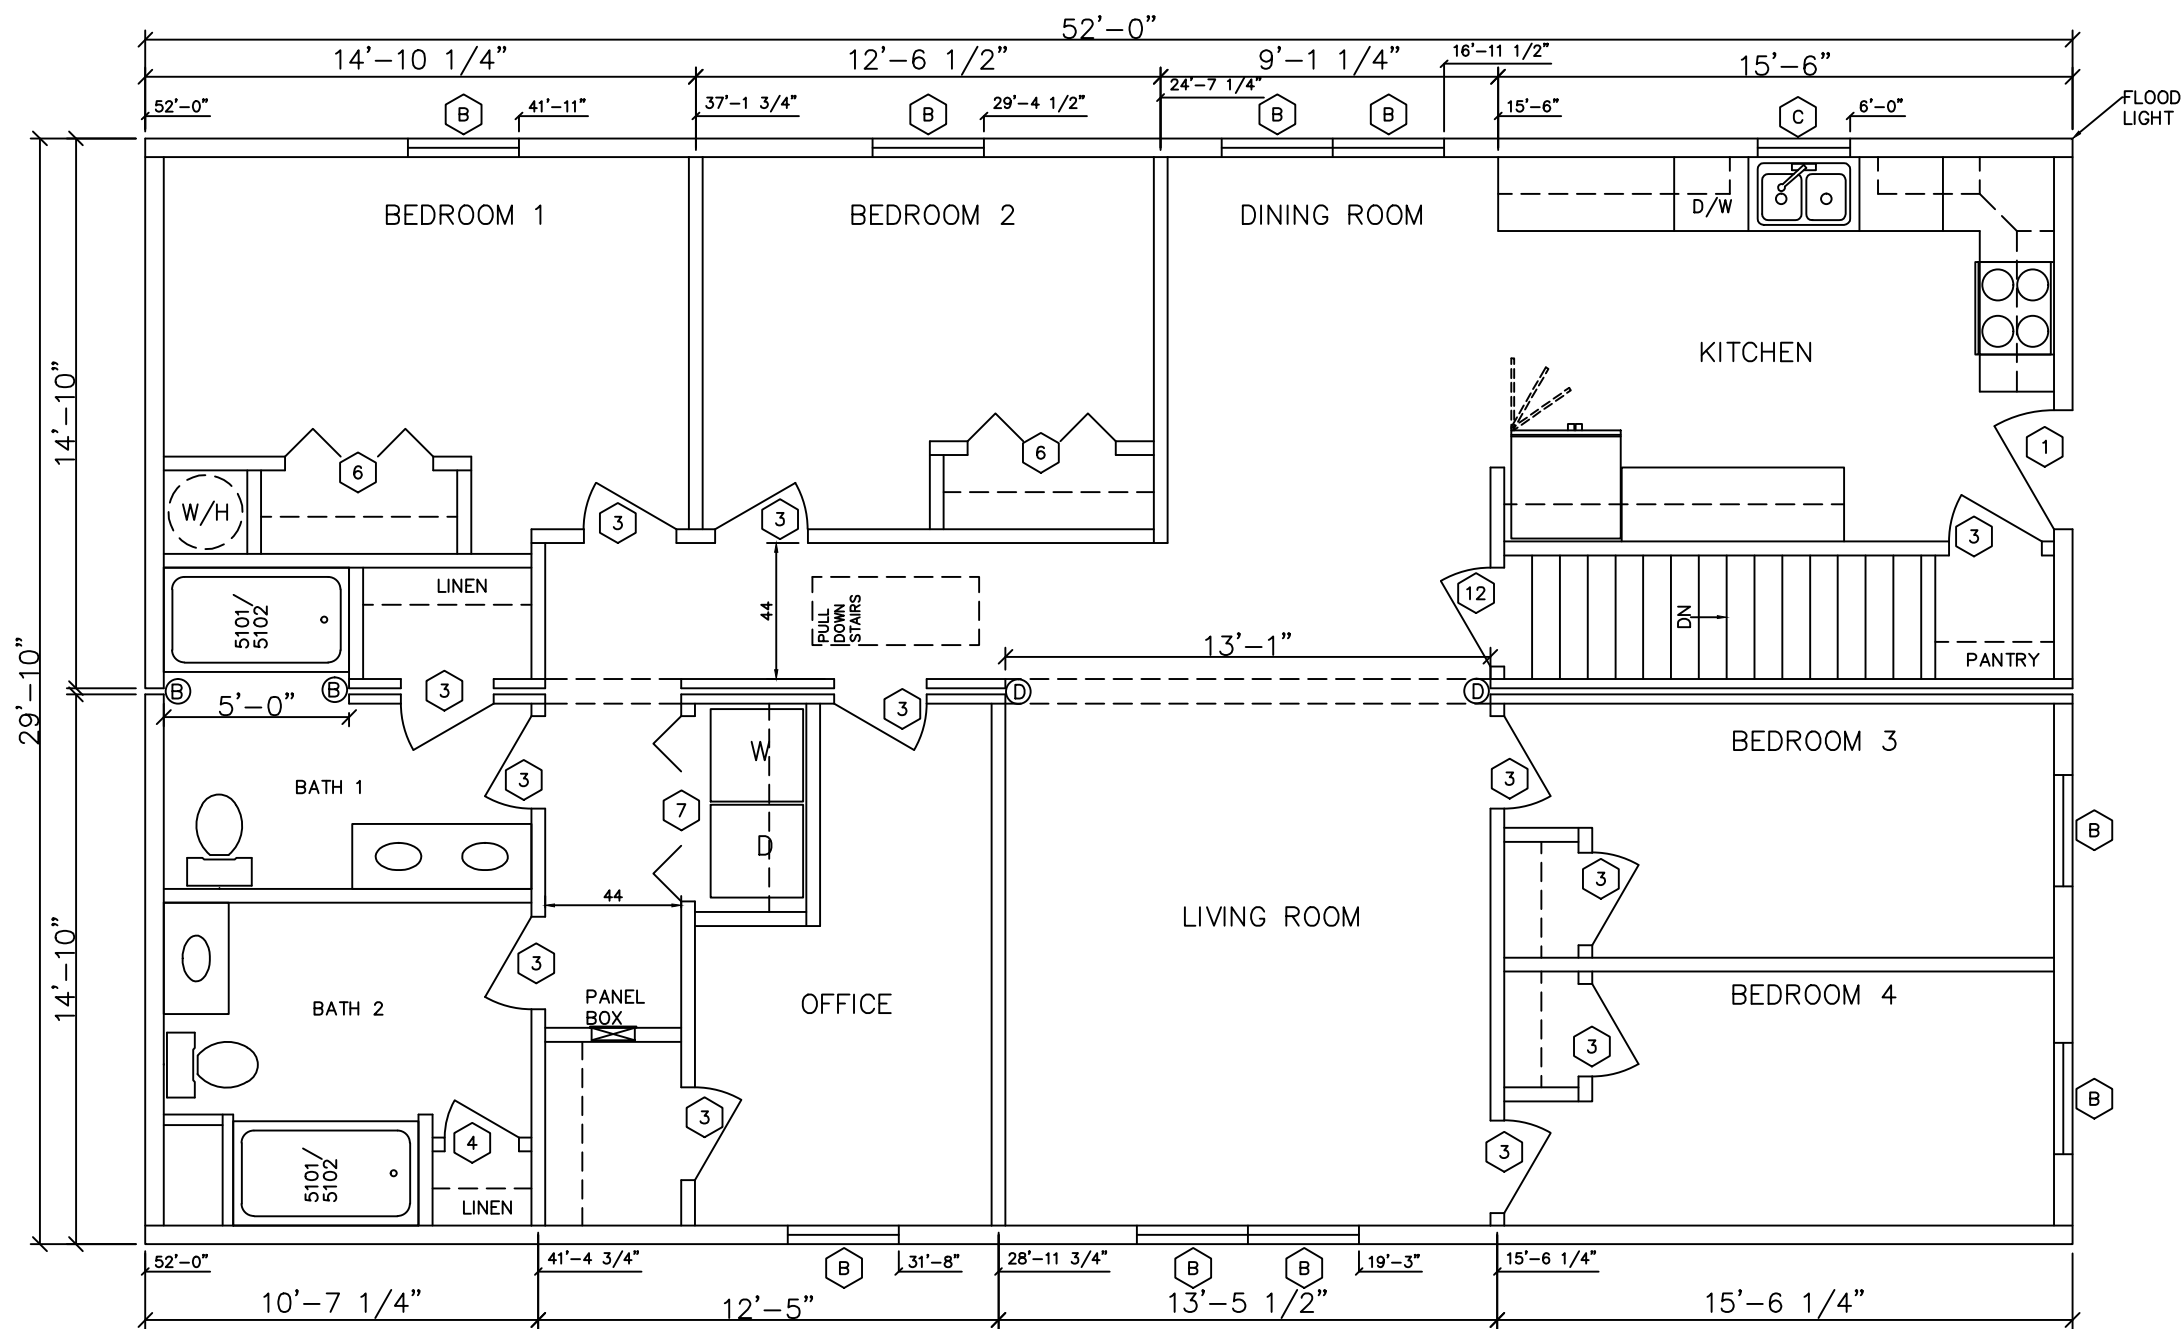 52'-0"
14'-10 1/4"
12'-6 1/2"
9'-1 1/4"
16'-11 1/2"
15'-6"
52'-0"
B
41'-11"
37'-1 3/4"
B
29'-4 1/2"
24'-7 1/4"
B
B
15'-6"
C
6'-0"
FLOOD
LIGHT
BEDROOM 1
BEDROOM 2
DINING ROOM
D/W
KITCHEN
14'-10"
29'-10"
14'-10"
6
6
1
W/H
3
3
3
LINEN
5101/
5102
44
PULL
DOWN
STAIRS
12
DN
PANTRY
13'-1"
B
B
3
3
D
D
5'-0"
W
D
BEDROOM 3
BATH 1
3
7
3
B
3
44
LIVING ROOM
3
BATH 2
PANEL
BOX
OFFICE
BEDROOM 4
3
B
3
4
3
5101/
5102
LINEN
52'-0"
41'-4 3/4"
B
31'-8"
28'-11 3/4"
B
B
19'-3"
15'-6 1/4"
10'-7 1/4"
12'-5"
13'-5 1/2"
15'-6 1/4"